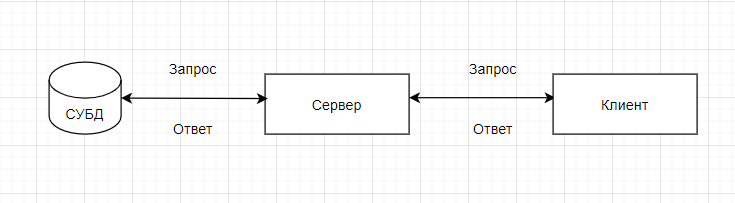 Запрос
Запрос
СУБД
Сервер
Клиент
Ответ
Ответ